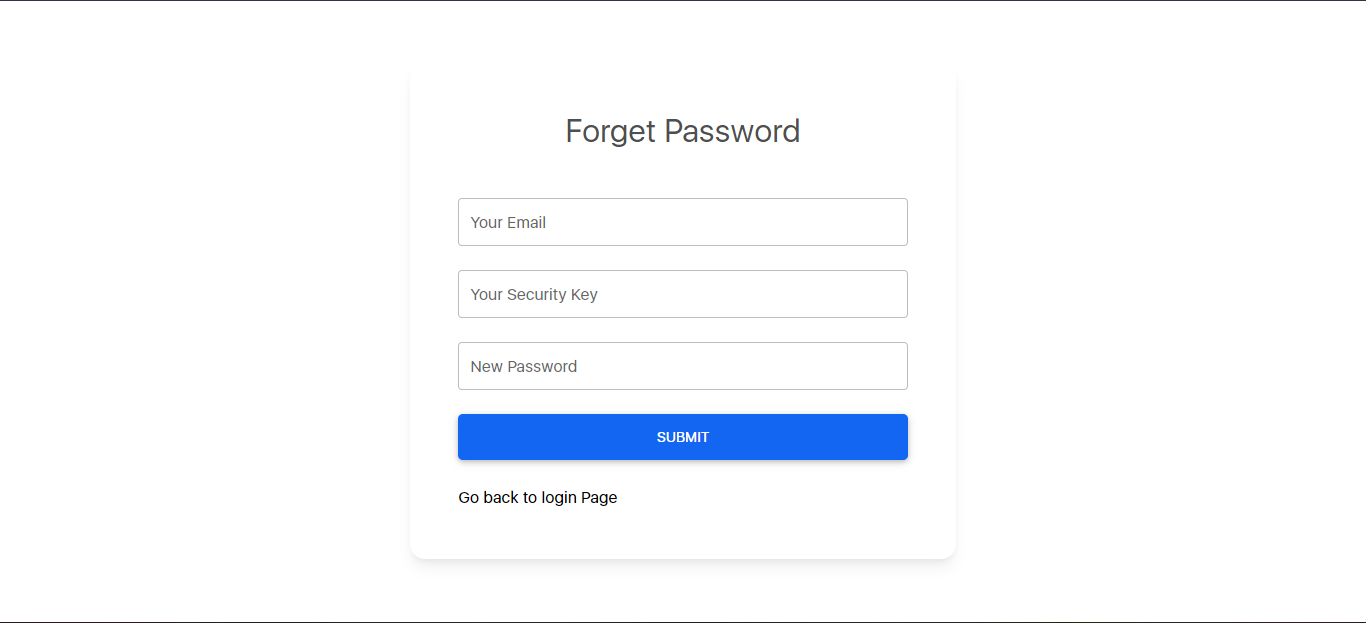 Forget Password
Your Email
Your Security Key
New Password
SUBMIT
Go back to login Page